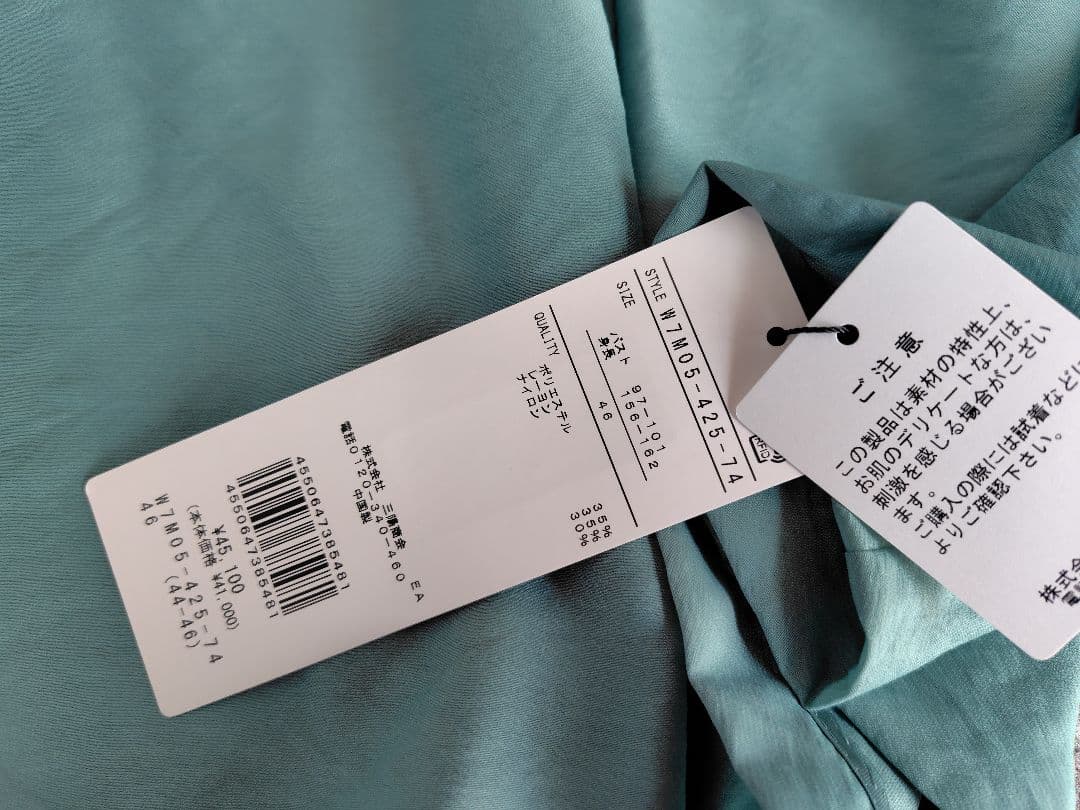 STYLE W7M05-425-74
RFID
SIZE 46
バスト 97-101
身長 156-162
QUALITY
ポリエステル 35%
レーヨン 35%
ナイロン 30%
株式会社 三陽商会 EA
電話0120-340-460
中国製
4550647385481
4550647385481
¥45,100
(本体価格 ¥41,000)
W7M05-425-74
46 (44-46)
ご注意
この製品は素材の特性上、
お肌のデリケートな方は、
刺激を感じる場合がござい
ます。
ご購入の際には試着などに
よりご確認下さい。
株式会